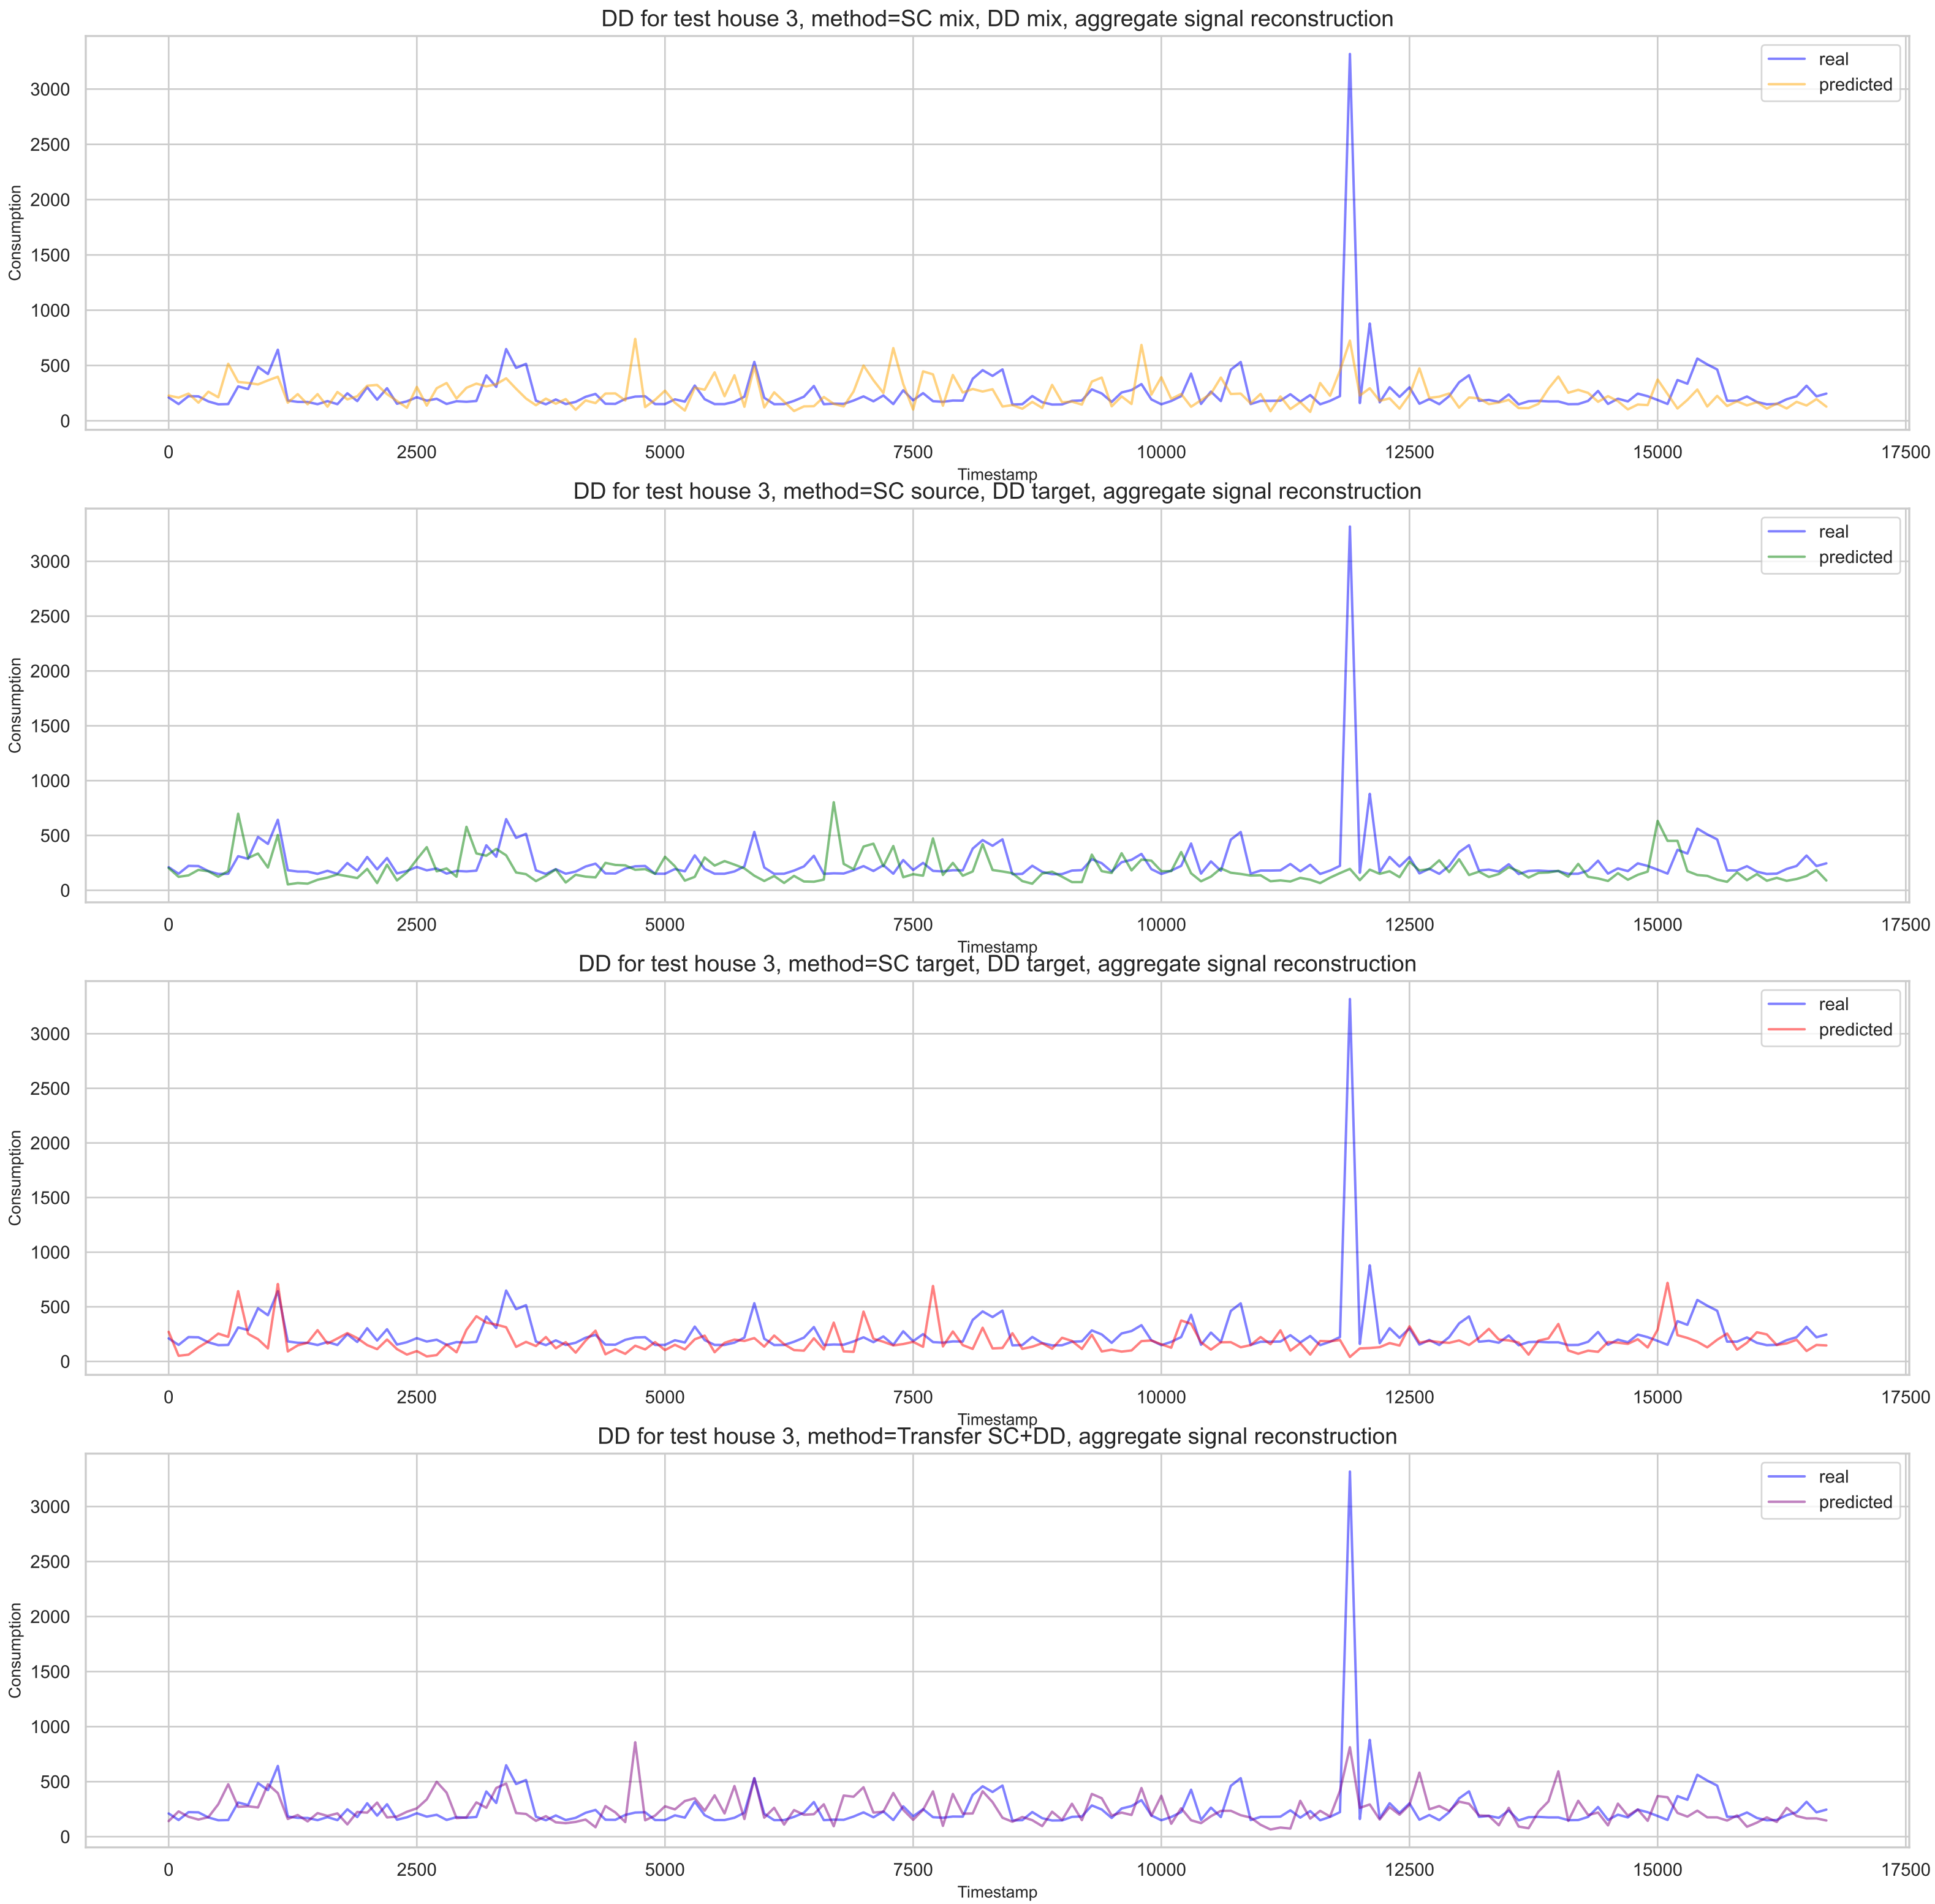 DD for test house 3, method=SC mix, DD mix, aggregate signal reconstruction
real
predicted
3000
2500
2000
1500
1000
500
0
Consumption
0 2500 5000 7500 10000 12500 15000 17500
Timestamp
DD for test house 3, method=SC source, DD target, aggregate signal reconstruction
real
predicted
3000
2500
2000
1500
1000
500
0
Consumption
0 2500 5000 7500 10000 12500 15000 17500
Timestamp
DD for test house 3, method=SC target, DD target, aggregate signal reconstruction
real
predicted
3000
2500
2000
1500
1000
500
0
Consumption
0 2500 5000 7500 10000 12500 15000 17500
Timestamp
DD for test house 3, method=Transfer SC+DD, aggregate signal reconstruction
real
predicted
3000
2500
2000
1500
1000
500
0
Consumption
0 2500 5000 7500 10000 12500 15000 17500
Timestamp